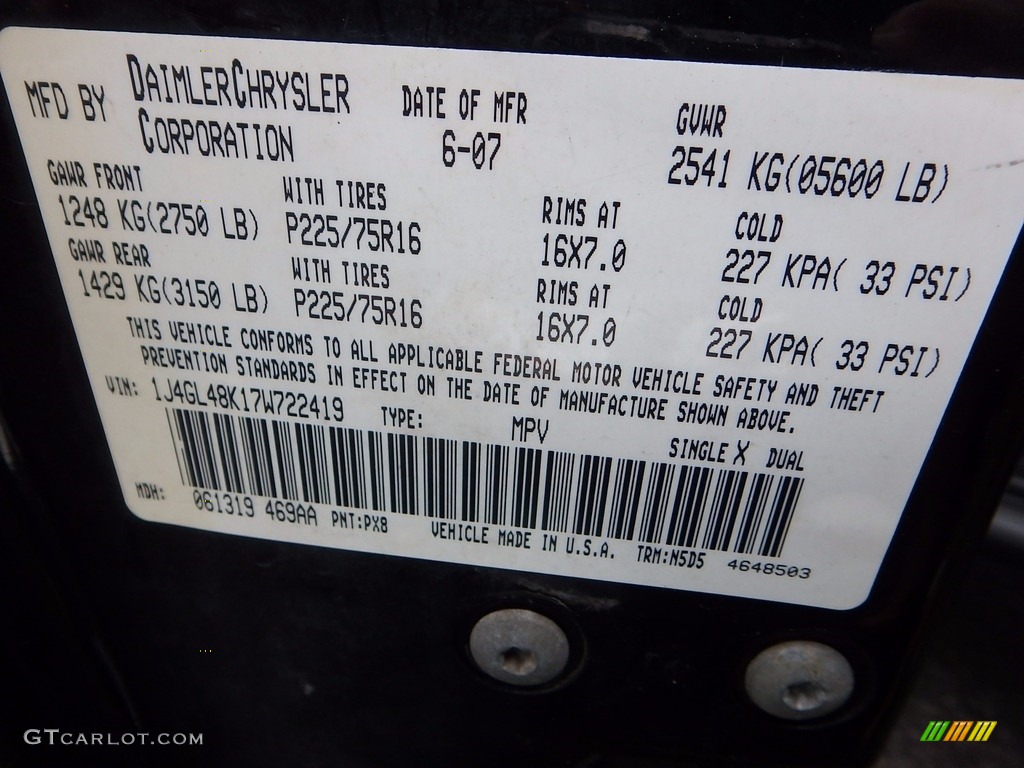 MFD BY DAIMLERCHRYSLER CORPORATION
DATE OF MFR 6-07
GVWR 2541 KG(05600 LB)
GAWR FRONT WITH TIRES RIMS AT COLD
1248 KG(2750 LB) P225/75R16 16X7.0 227 KPA( 33 PSI)
GAWR REAR WITH TIRES RIMS AT COLD
1429 KG(3150 LB) P225/75R16 16X7.0 227 KPA( 33 PSI)
THIS VEHICLE CONFORMS TO ALL APPLICABLE FEDERAL MOTOR VEHICLE SAFETY AND THEFT
PREVENTION STANDARDS IN EFFECT ON THE DATE OF MANUFACTURE SHOWN ABOVE.
VIN: 1J4GL48K17W722419 TYPE: MPV SINGLE X DUAL
MDH: 061319 469AA PNT:PX8 VEHICLE MADE IN U.S.A. TRM:N5D5 4648503
GTCARLOT.COM